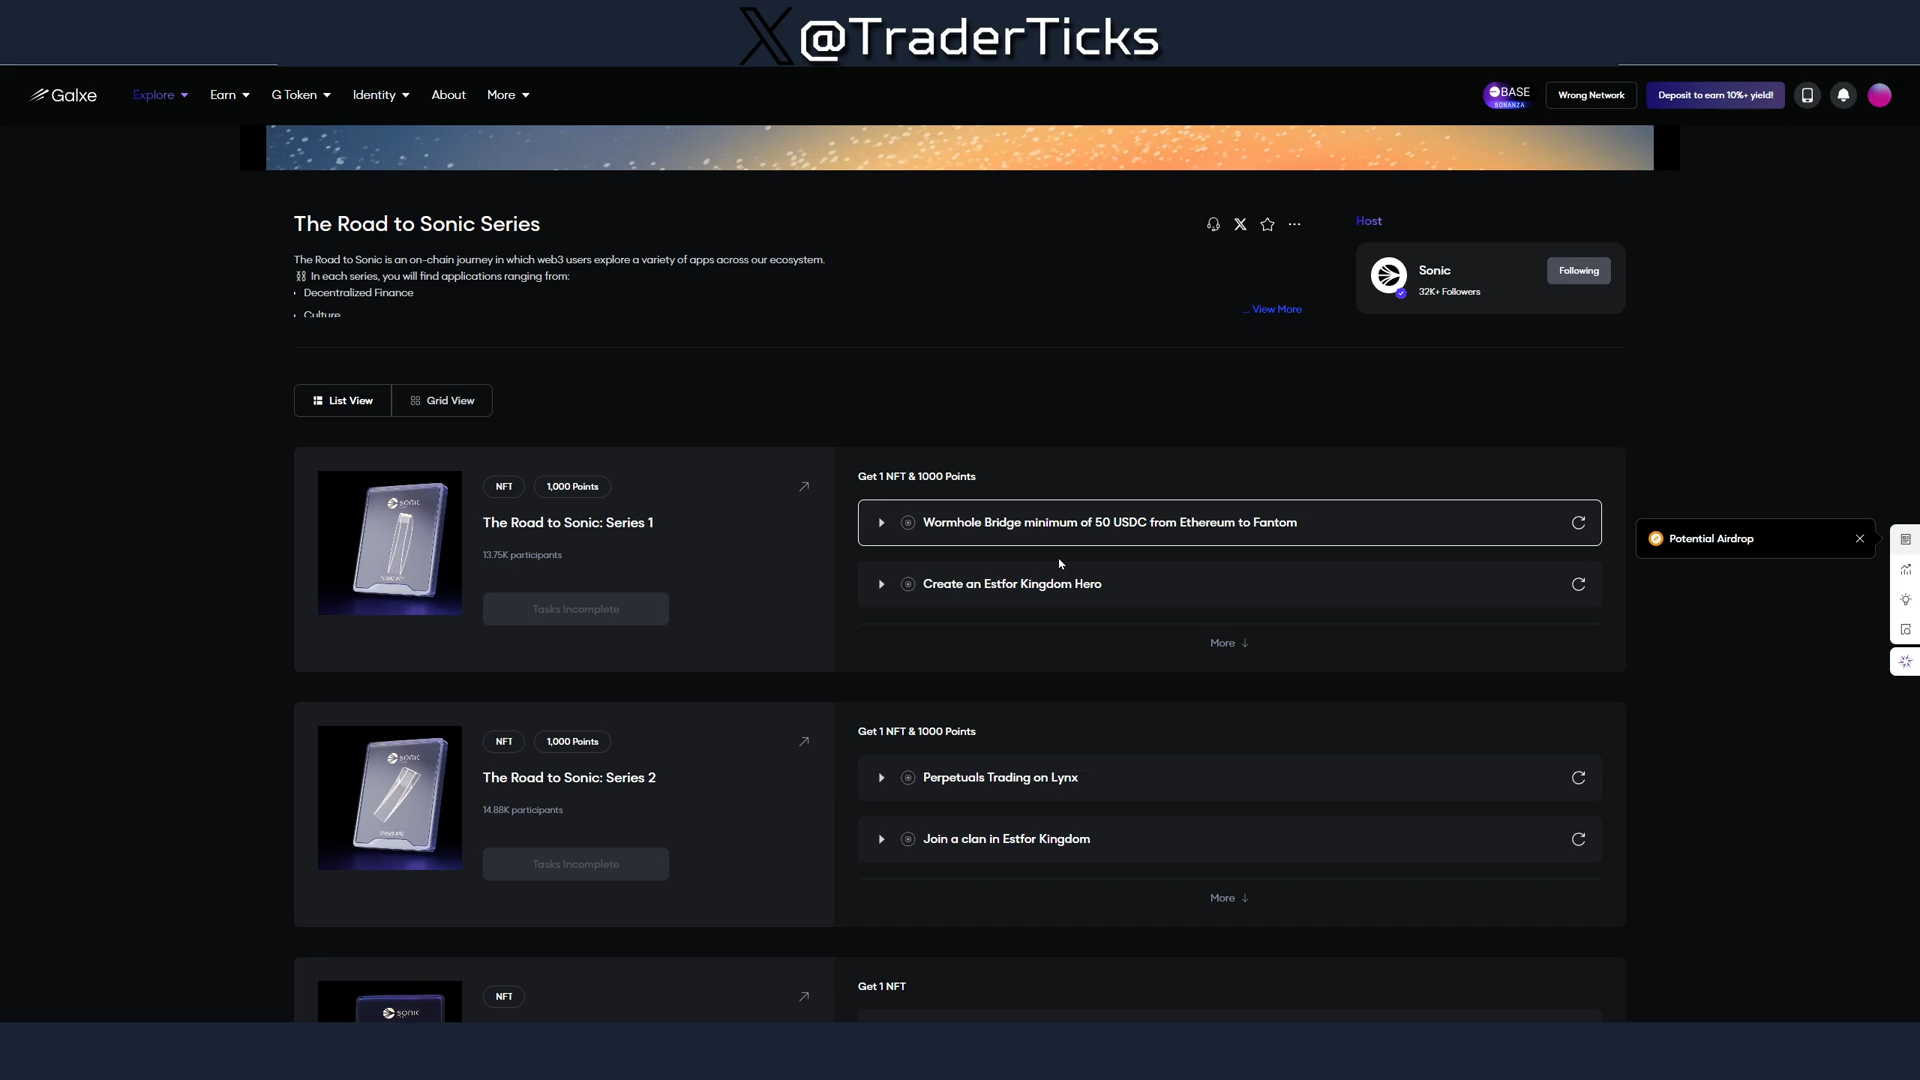 X@TraderTicks
Galxe
Explore
Earn
G Token
Identity
About
More
BASE
BONANZA
Wrong Network
Deposit to earn 10%+ yield!
The Road to Sonic Series
X
Host
The Road to Sonic is an on-chain journey in which web3 users explore a variety of apps across our ecosystem.
⛓ In each series, you will find applications ranging from:
• Decentralized Finance
• Culture
... View More
Sonic
32K+ Followers
Following
List View
Grid View
SONIC
NFT
1,000 Points
The Road to Sonic: Series 1
13.75K participants
Tasks Incomplete
Get 1 NFT & 1000 Points
Wormhole Bridge minimum of 50 USDC from Ethereum to Fantom
Create an Estfor Kingdom Hero
More ↓
Potential Airdrop
SONIC
NFT
1,000 Points
The Road to Sonic: Series 2
14.88K participants
Tasks Incomplete
Get 1 NFT & 1000 Points
Perpetuals Trading on Lynx
Join a clan in Estfor Kingdom
More ↓
SONIC
NFT
Get 1 NFT